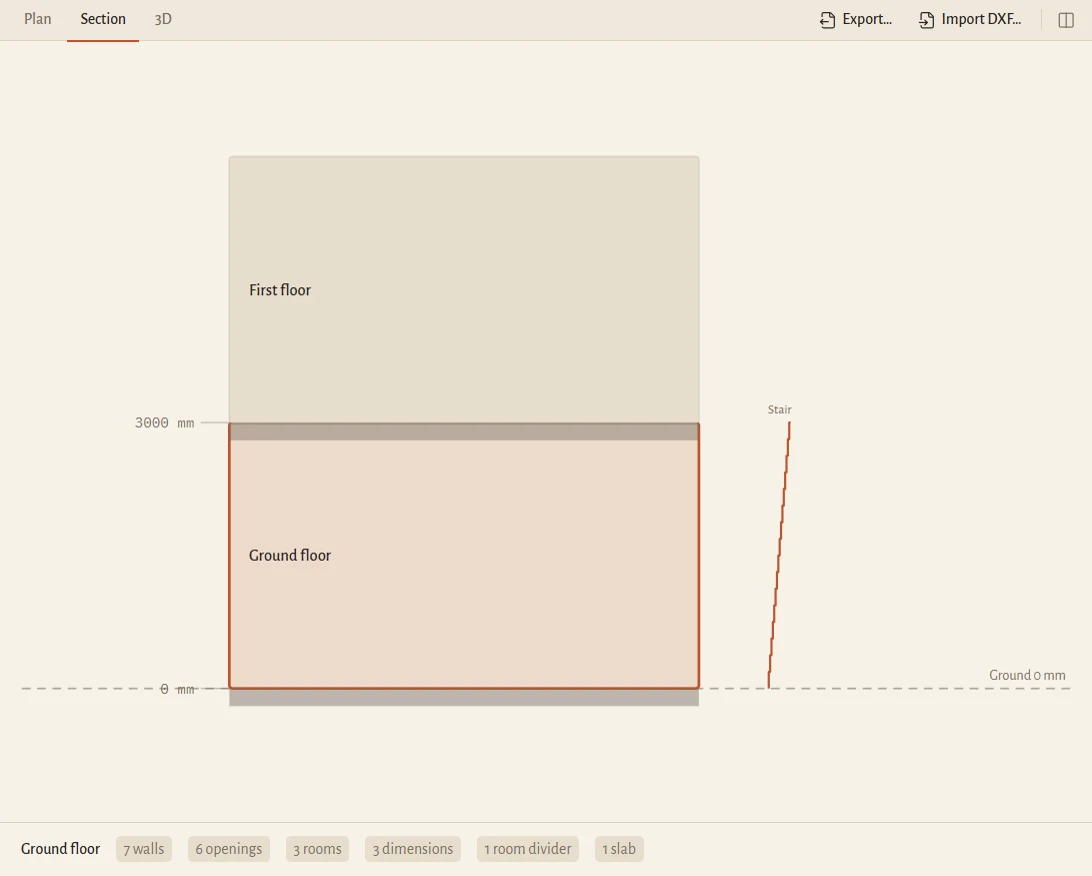 Plan Section 3D Export... Import DXF...
First floor
3000 mm
Stair
Ground floor
Ground 0 mm
0 mm
Ground floor 7 walls 6 openings 3 rooms 3 dimensions 1 room divider 1 slab